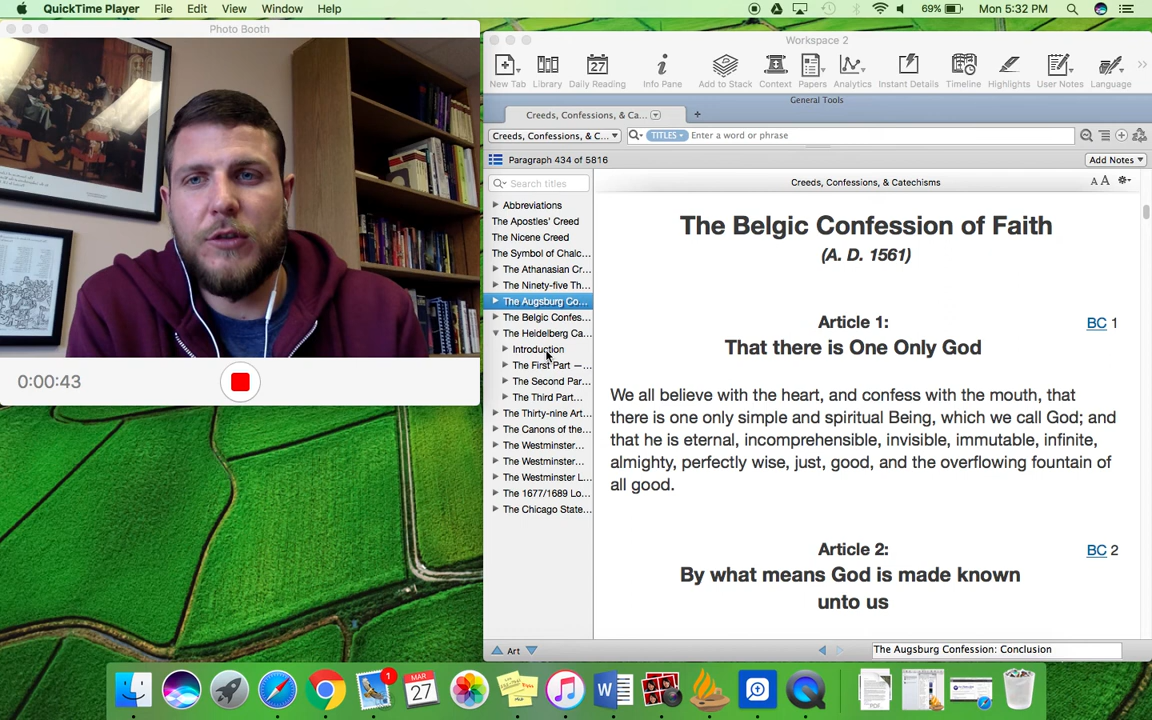 QuickTime Player File Edit View Window Help 69% Mon 5:32 PM
Photo Booth
0:00:43
Workspace 2
New Tab Library Daily Reading Info Pane Add to Stack Context Papers Analytics Instant Details Timeline Highlights User Notes Language
27
General Tools
Creeds, Confessions, & Ca... +
Creeds, Confessions, & C... TITLES Enter a word or phrase
Paragraph 434 of 5816 Add Notes
Search titles
Creeds, Confessions, & Catechisms A A
Abbreviations
The Apostles' Creed
The Nicene Creed
The Symbol of Chalc...
The Athanasian Cr...
The Ninety-five Th...
The Augsburg Co...
The Belgic Confes...
The Heidelberg Ca...
Introduction
The First Part —...
The Second Par...
The Third Part...
The Thirty-nine Art...
The Canons of the...
The Westminster...
The Westminster...
The Westminster L...
The 1677/1689 Lo...
The Chicago State...
The Belgic Confession of Faith
(A. D. 1561)
Article 1: BC 1
That there is One Only God
We all believe with the heart, and confess with the mouth, that
there is one only simple and spiritual Being, which we call God; and
that he is eternal, incomprehensible, invisible, immutable, infinite,
almighty, perfectly wise, just, good, and the overflowing fountain of
all good.
Article 2: BC 2
By what means God is made known
unto us
Art
The Augsburg Confession: Conclusion
1
MAR
27
W
PDF